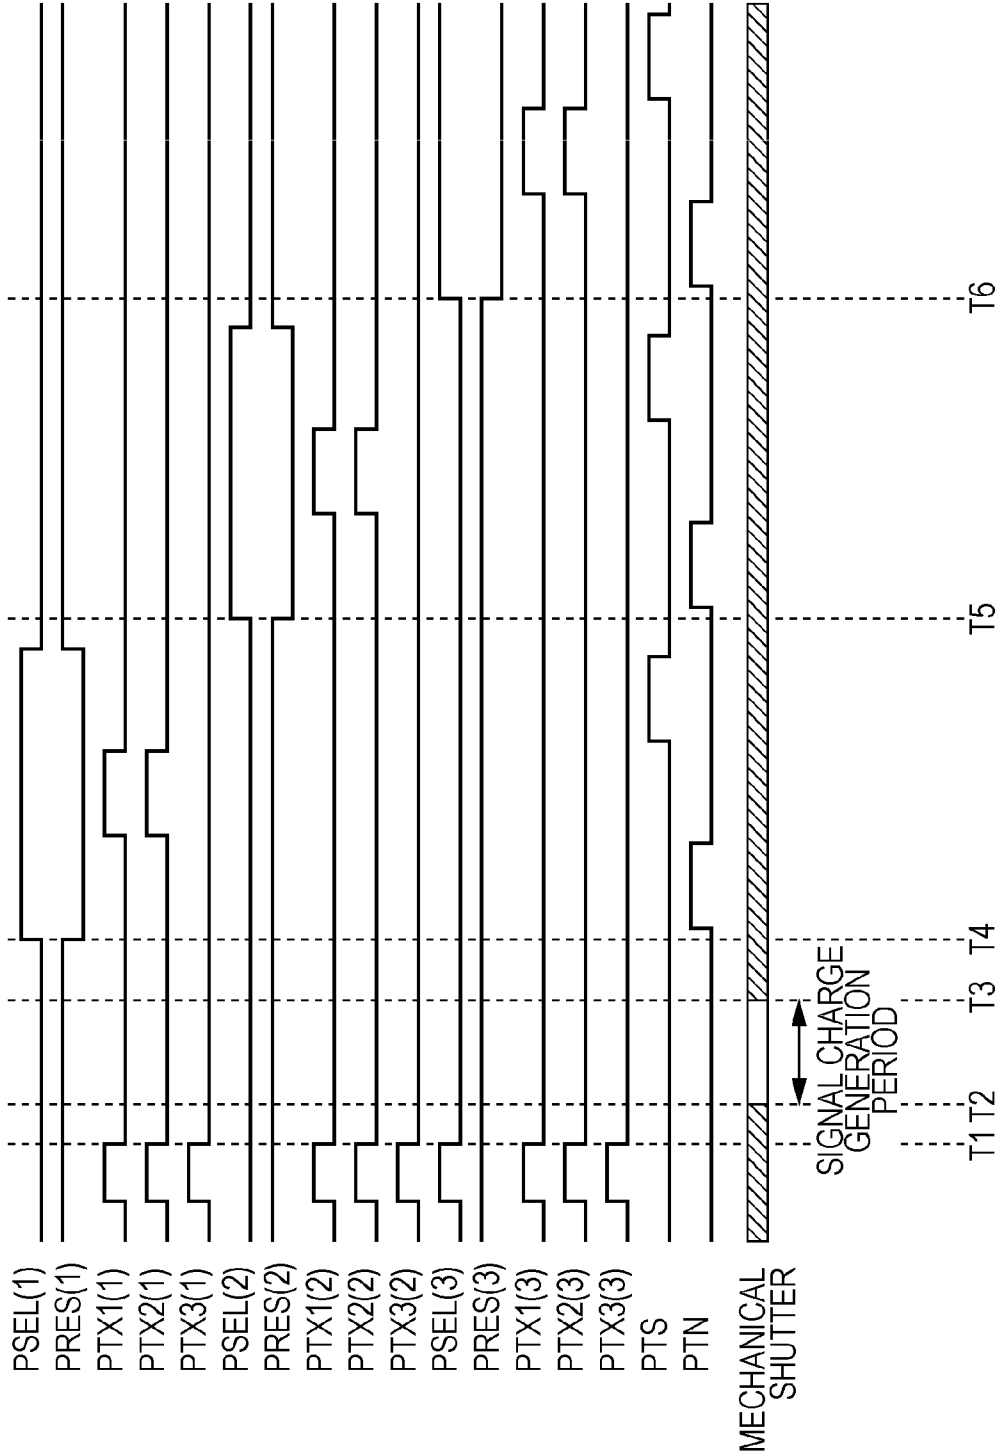 PSEL(1)
PRES(1)
PTX1(1)
PTX2(1)
PTX3(1)
PSEL(2)
PRES(2)
PTX1(2)
PTX2(2)
PTX3(2)
PSEL(3)
PRES(3)
PTX1(3)
PTX2(3)
PTX3(3)
PTS
PTN
MECHANICAL
SHUTTER
SIGNAL CHARGE
GENERATION
PERIOD
T1 T2 T3 T4 T5 T6